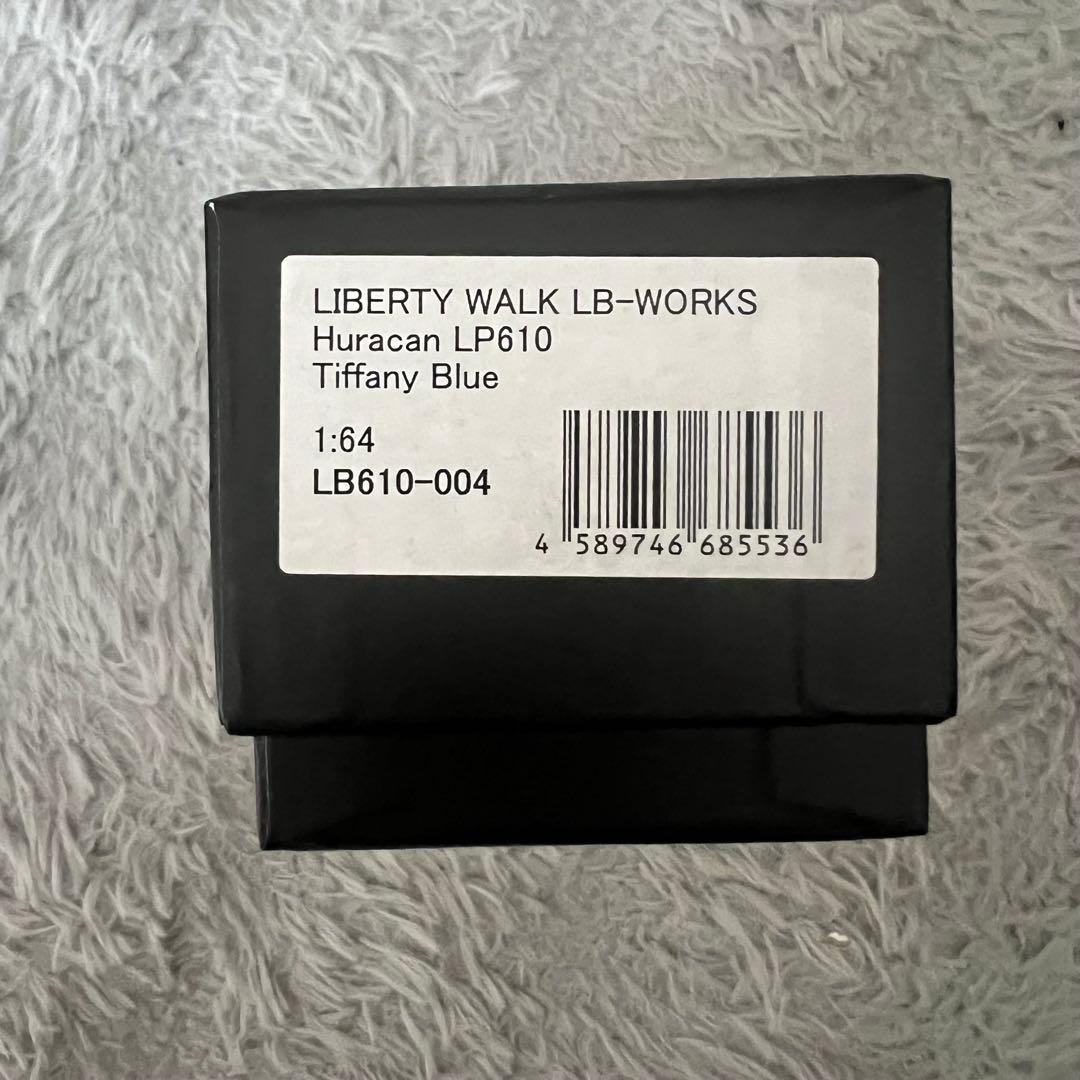 LIBERTY WALK LB-WORKS
Huracan LP610
Tiffany Blue
1:64
LB610-004
4 589746 685536